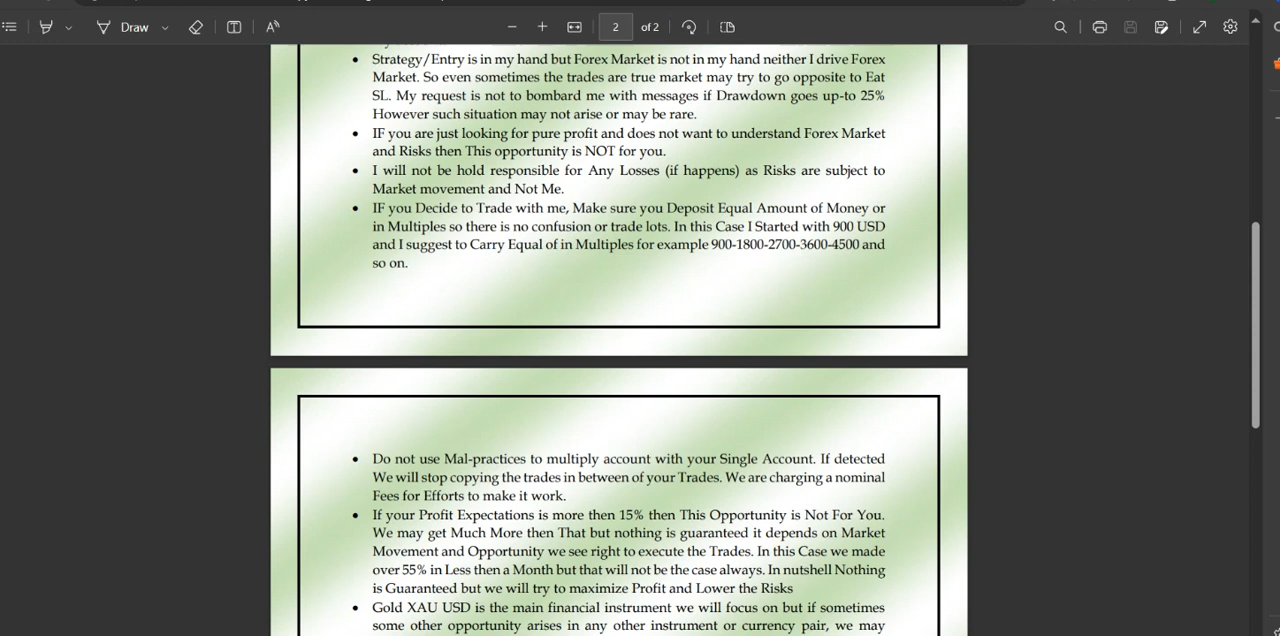 Draw
2
of 2
• Strategy/Entry is in my hand but Forex Market is not in my hand neither I drive Forex
Market. So even sometimes the trades are true market may try to go opposite to Eat
SL. My request is not to bombard me with messages if Drawdown goes up-to 25%
However such situation may not arise or may be rare.
• IF you are just looking for pure profit and does not want to understand Forex Market
and Risks then This opportunity is NOT for you.
• I will not be hold responsible for Any Losses (if happens) as Risks are subject to
Market movement and Not Me.
• IF you Decide to Trade with me, Make sure you Deposit Equal Amount of Money or
in Multiples so there is no confusion or trade lots. In this Case I Started with 900 USD
and I suggest to Carry Equal of in Multiples for example 900-1800-2700-3600-4500 and
so on.
• Do not use Mal-practices to multiply account with your Single Account. If detected
We will stop copying the trades in between of your Trades. We are charging a nominal
Fees for Efforts to make it work.
• If your Profit Expectations is more then 15% then This Opportunity is Not For You.
We may get Much More then That but nothing is guaranteed it depends on Market
Movement and Opportunity we see right to execute the Trades. In this Case we made
over 55% in Less then a Month but that will not be the case always. In nutshell Nothing
is Guaranteed but we will try to maximize Profit and Lower the Risks
• Gold XAU USD is the main financial instrument we will focus on but if sometimes
some other opportunity arises in any other instrument or currency pair, we may